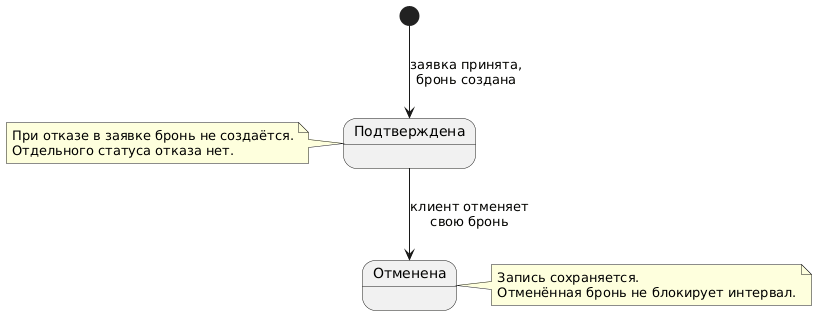 заявка принята,
бронь создана
Подтверждена
При отказе в заявке бронь не создаётся.
Отдельного статуса отказа нет.
клиент отменяет
свою бронь
Отменена
Запись сохраняется.
Отменённая бронь не блокирует интервал.